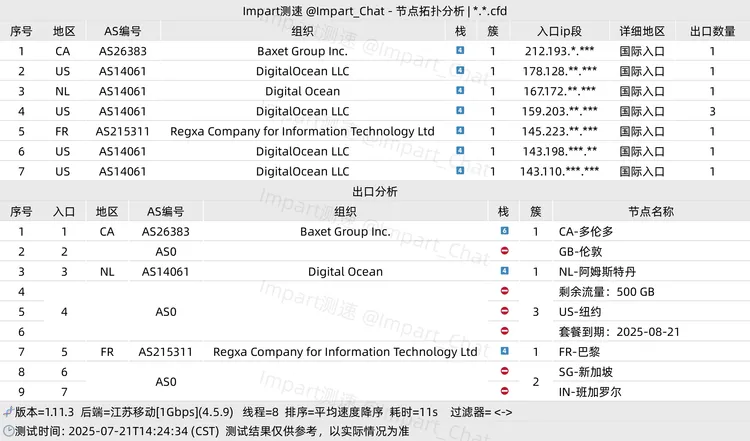 Impart测速 @Impart_Chat - 节点拓扑分析 | *.*.cfd
序号 地区 AS编号 组织 栈 簇 入口ip段 详细地区 出口数量
1 CA AS26383 Baxet Group Inc. 4 1 212.193.*.*** 国际入口 1
2 US AS14061 DigitalOcean LLC 4 1 178.128.**.*** 国际入口 1
3 NL AS14061 Digital Ocean 4 1 167.172.**.*** 国际入口 1
4 US AS14061 DigitalOcean LLC 4 1 159.203.**.*** 国际入口 3
5 FR AS215311 Regxa Company for Information Technology Ltd 4 1 145.223.**.*** 国际入口 1
6 US AS14061 DigitalOcean LLC 4 1 143.198.***.** 国际入口 1
7 US AS14061 DigitalOcean LLC 4 1 143.110.***.*** 国际入口 1
出口分析
序号 入口 地区 AS编号 组织 栈 簇 节点名称
1 1 CA AS26383 Baxet Group Inc. 6 1 CA-多伦多
2 2 AS0 GB-伦敦
3 3 NL AS14061 Digital Ocean 4 1 NL-阿姆斯特丹
4 剩余流量：500 GB
5 4 AS0 3 US-纽约
6 套餐到期：2025-08-21
7 5 FR AS215311 Regxa Company for Information Technology Ltd 4 1 FR-巴黎
8 6 AS0 2 SG-新加坡
9 7 IN-班加罗尔
版本=1.11.3 后端=江苏移动[1Gbps](4.5.9) 线程=8 排序=平均速度降序 耗时=11s 过滤器= <->
测试时间：2025-07-21T14:24:34 (CST) 测试结果仅供参考，以实际情况为准